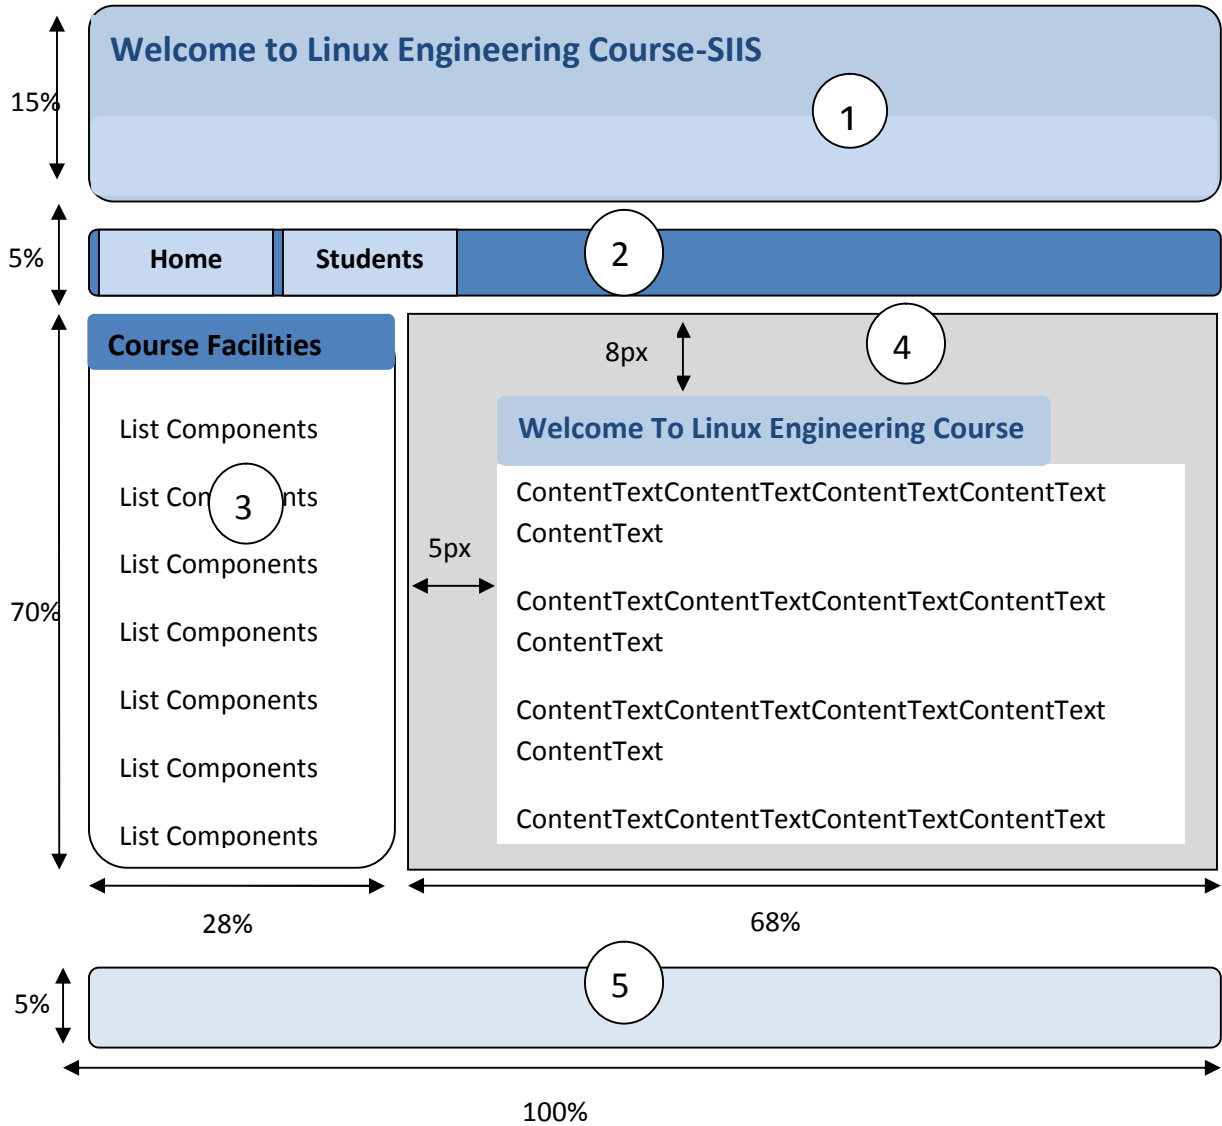 Welcome to Linux Engineering Course-SIIS
15%
1
5%
Home
Students
2
Course Facilities
4
8px
Welcome To Linux Engineering Course
List Components
List Com nts
3
List Components
List Components
List Components
List Components
List Components
70%
5px
ContentTextContentTextContentTextContentText
ContentText
ContentTextContentTextContentTextContentText
ContentText
ContentTextContentTextContentTextContentText
ContentText
ContentTextContentTextContentTextContentText
28%
68%
5
5%
100%